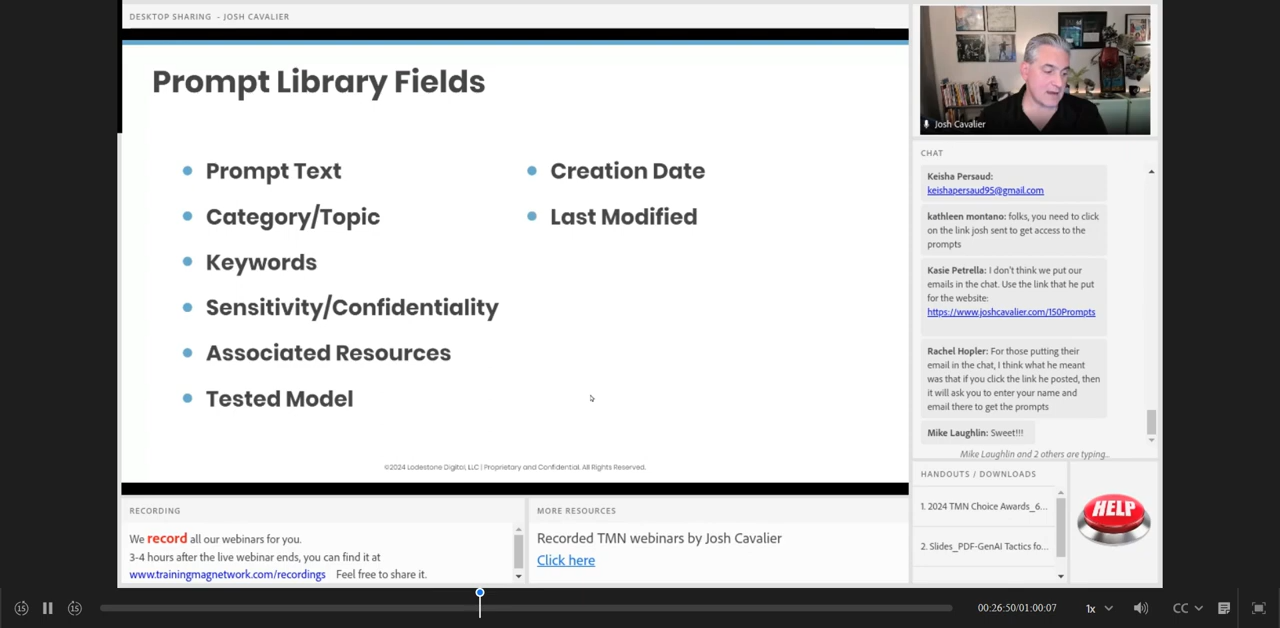 DESKTOP SHARING - JOSH CAVALIER
Prompt Library Fields
Prompt Text
Category/Topic
Keywords
Sensitivity/Confidentiality
Associated Resources
Tested Model
Creation Date
Last Modified
©2024 Lodestone Digital, LLC | Proprietary and Confidential. All Rights Reserved.
Josh Cavalier
CHAT
Keisha Persaud:
keishapersaud95@gmail.com
kathleen montano: folks, you need to click
on the link josh sent to get access to the
prompts
Kasie Petrella: I don't think we put our
emails in the chat. Use the link that he put
for the website:
https://www.joshcavalier.com/150Prompts
Rachel Hopler: For those putting their
email in the chat, I think what he meant
was that if you click the link he posted, then
it will ask you to enter your name and
email there to get the prompts
Mike Laughlin: Sweet!!!
Mike Laughlin and 2 others are typing..
HANDOUTS / DOWNLOADS
1. 2024 TMN Choice Awards_6...
2. Slides_PDF-GenAI Tactics fo...
HELP
RECORDING
We record all our webinars for you.
3-4 hours after the live webinar ends, you can find it at
www.trainingmagnetwork.com/recordings Feel free to share it.
MORE RESOURCES
Recorded TMN webinars by Josh Cavalier
Click here
15
15
00:26:50/01:00:07
1x
CC